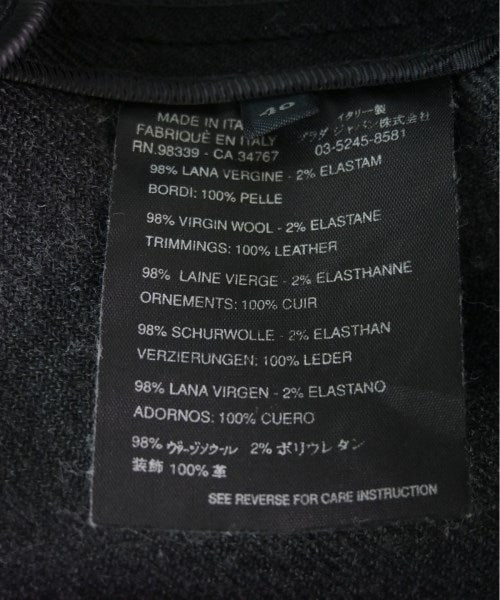 40
MADE IN ITA
FABRIQUÉ EN ITALY
RN.98339 - CA 34767
イタリー製
プラダ ジャパン株式会社
03-5245-8581
98% LANA VERGINE - 2% ELASTAM
BORDI: 100% PELLE
98% VIRGIN WOOL - 2% ELASTANE
TRIMMINGS: 100% LEATHER
98% LAINE VIERGE - 2% ELASTHANNE
ORNEMENTS: 100% CUIR
98% SCHURWOLLE - 2% ELASTHAN
VERZIERUNGEN: 100% LEDER
98% LANA VIRGEN - 2% ELASTANO
ADORNOS: 100% CUERO
98% ヴァージンウール 2% ポリウレタン
装飾 100% 革
SEE REVERSE FOR CARE INSTRUCTION